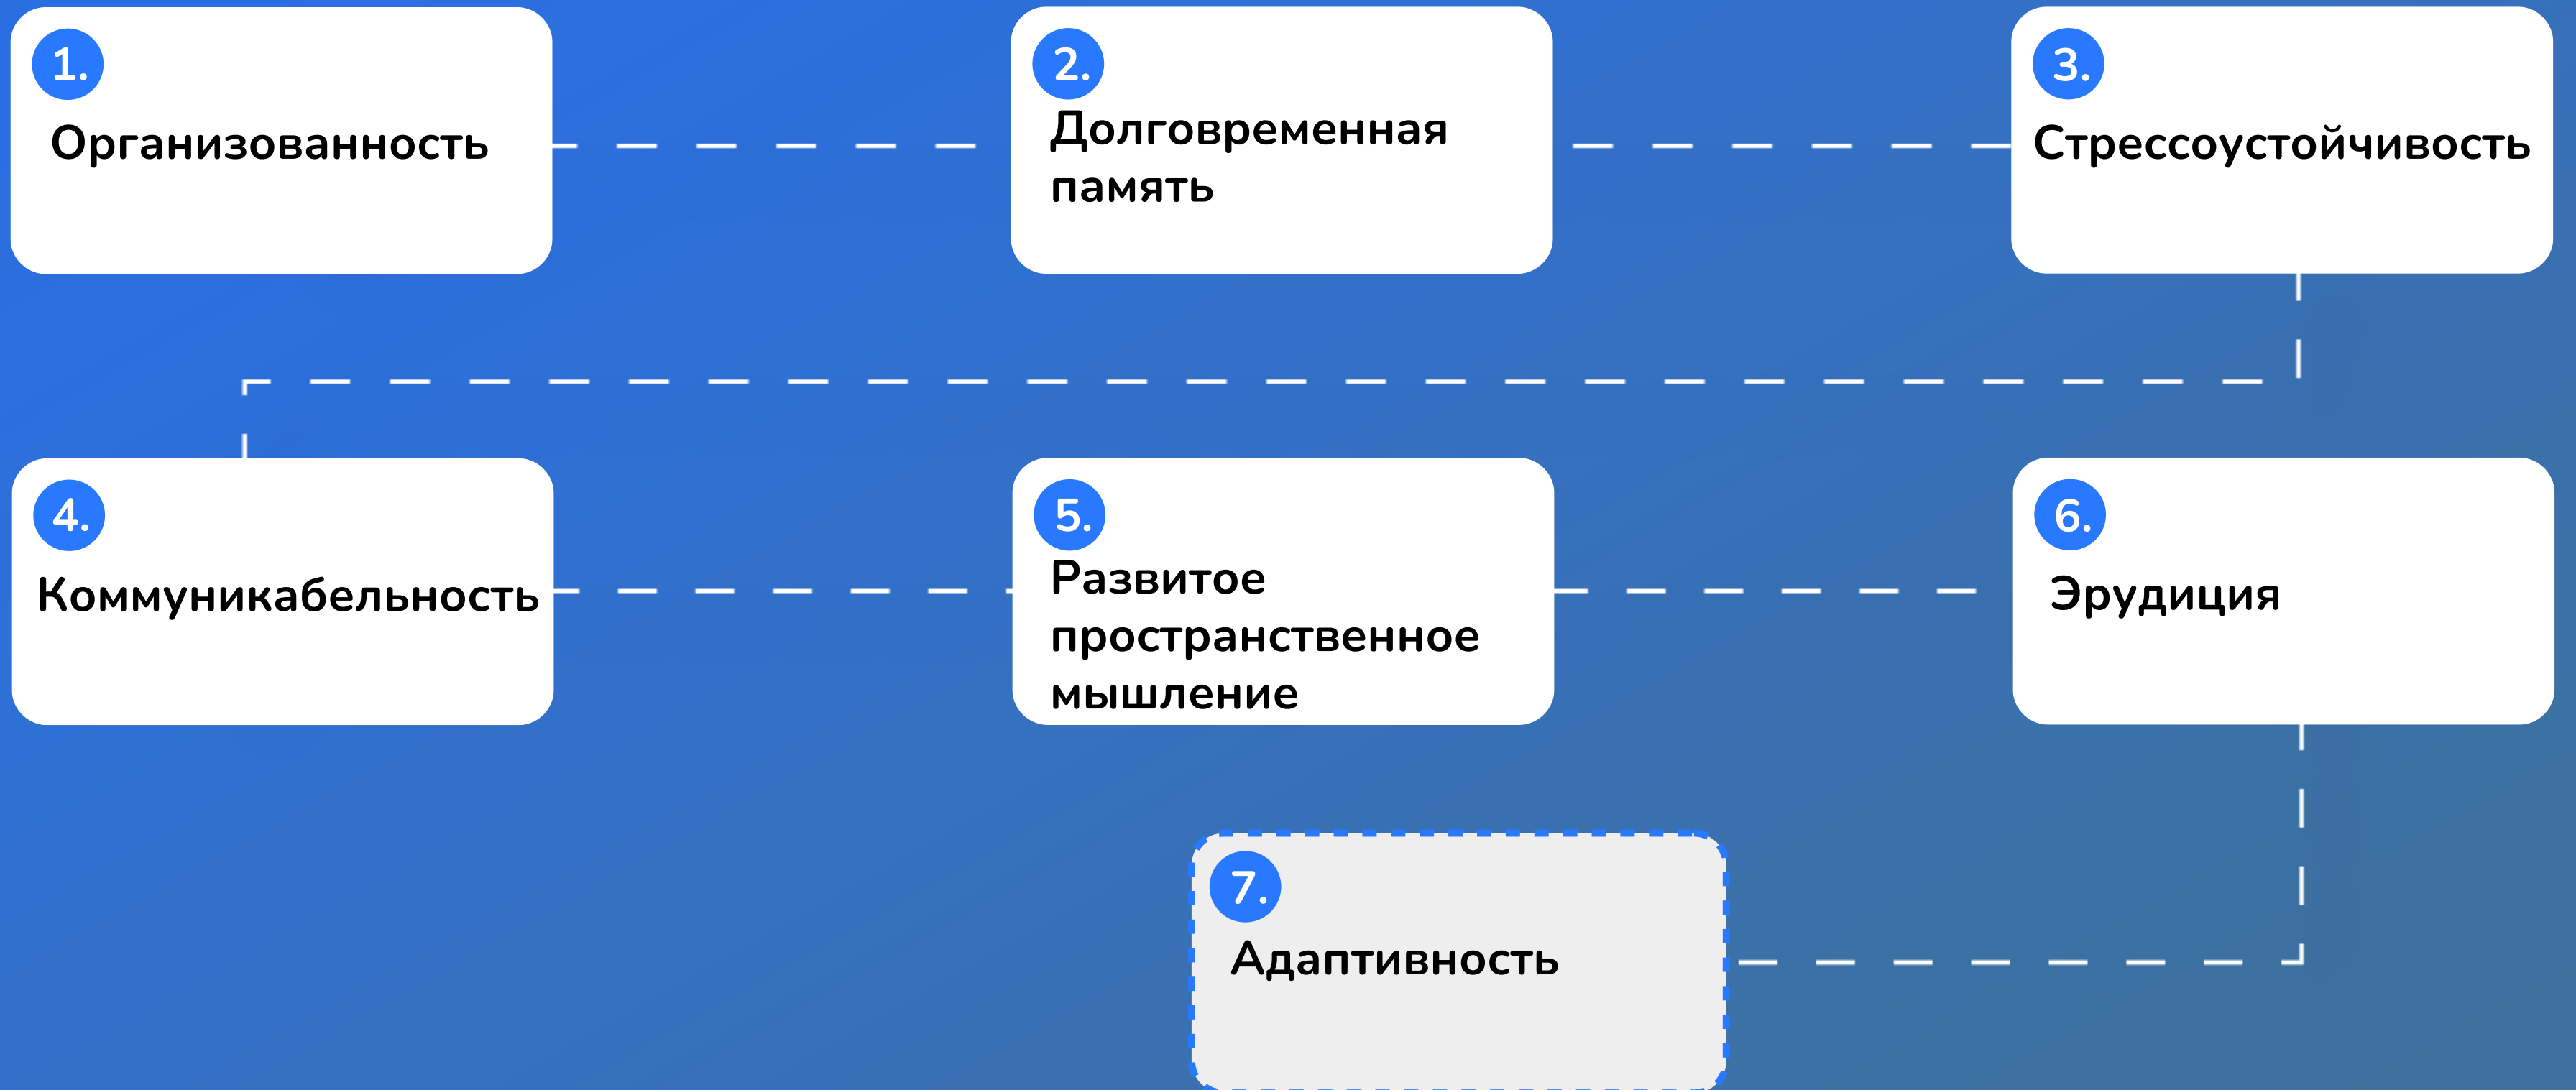 1.
Организованность
2.
Долговременная
память
3.
Стрессоустойчивость
4.
Коммуникабельность
5.
Развитое
пространственное
мышление
6.
Эрудиция
7.
Адаптивность